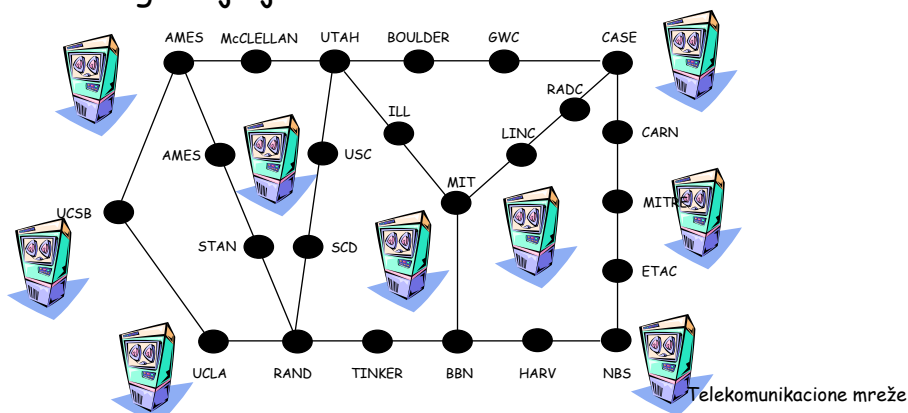 AMES McCLELLAN UTAH BOULDER GWC CASE
RADC
ILL
LINC
CARN
AMES
USC
MIT
MITRE
UCSB
STAN
SCD
ETAC
UCLA RAND TINKER BBN HARV NBS
Telekomunikacione mreže